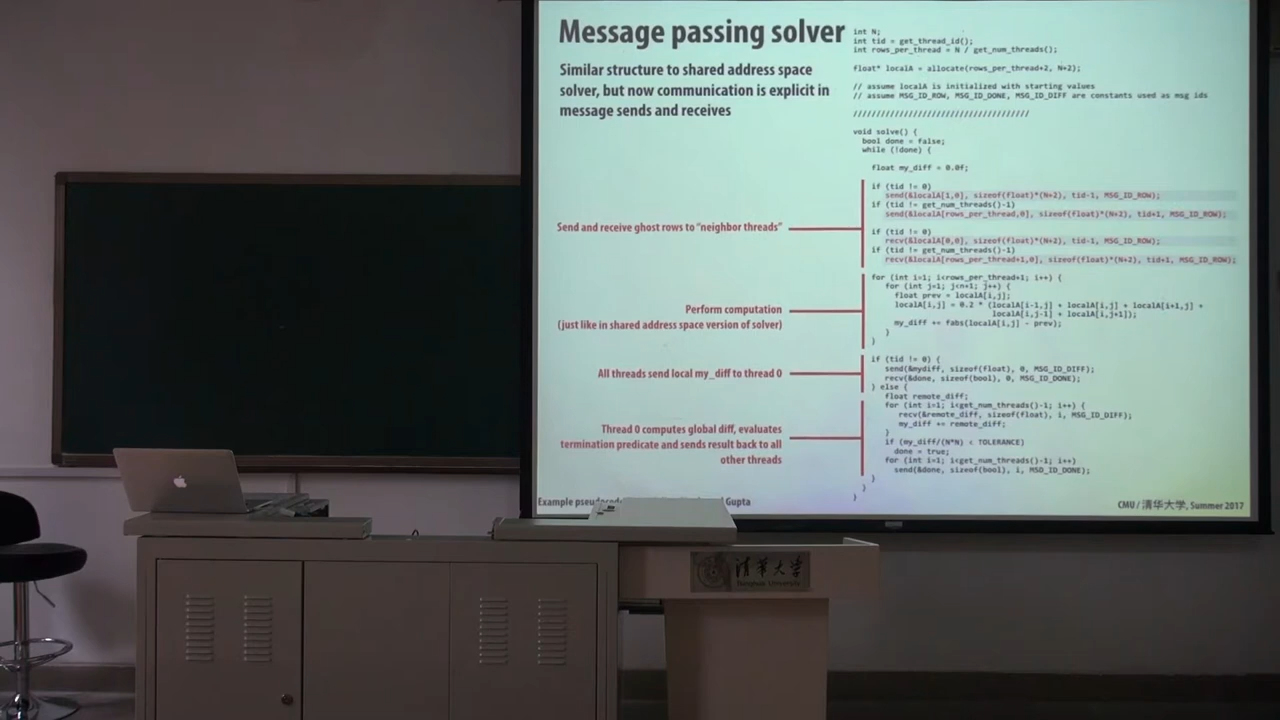 Message passing solver
Similar structure to shared address space
solver, but now communication is explicit in
message sends and receives
Send and receive ghost rows to “neighbor threads”
Perform computation
(just like in shared address space version of solver)
All threads send local my_diff to thread 0
Thread 0 computes global diff, evaluates
termination predicate and sends result back to all
other threads
int N;
int tid = get_thread_id();
int rows_per_thread = N / get_num_threads();
float* localA = allocate(rows_per_thread+2, N+2);
// assume localA is initialized with starting values
// assume MSG_ID_ROW, MSG_ID_DONE, MSG_ID_DIFF are constants used as msg ids
//////////////////////////////////////
void solve() {
bool done = false;
while (!done) {
float my_diff = 0.0f;
if (tid != 0)
send(&localA[1,0], sizeof(float)*(N+2), tid-1, MSG_ID_ROW);
if (tid != get_num_threads()-1)
send(&localA[rows_per_thread,0], sizeof(float)*(N+2), tid+1, MSG_ID_ROW);
if (tid != 0)
recv(&localA[0,0], sizeof(float)*(N+2), tid-1, MSG_ID_ROW);
if (tid != get_num_threads()-1)
recv(&localA[rows_per_thread+1,0], sizeof(float)*(N+2), tid+1, MSG_ID_ROW);
for (int i=1; i<rows_per_thread+1; i++) {
for (int j=1; j<n+1; j++) {
float prev = localA[i,j];
localA[i,j] = 0.2 * (localA[i-1,j] + localA[i,j] + localA[i+1,j] +
localA[i,j-1] + localA[i,j+1]);
my_diff += fabs(localA[i,j] - prev);
}
}
if (tid != 0) {
send(&mydiff, sizeof(float), 0, MSG_ID_DIFF);
recv(&done, sizeof(bool), 0, MSG_ID_DONE);
} else {
float remote_diff;
for (int i=1; i<get_num_threads()-1; i++) {
recv(&remote_diff, sizeof(float), i, MSG_ID_DIFF);
my_diff += remote_diff;
}
if (my_diff/(N*N) < TOLERANCE)
done = true;
for (int i=1; i<get_num_threads()-1; i++)
send(&done, sizeof(bool), i, MSD_ID_DONE);
}
}
}
Example Gupta
CMU / 清华大学, Summer 2017
清华大学
Tsinghua University